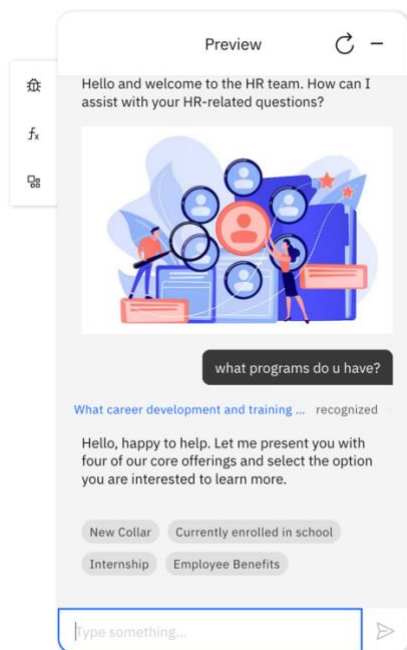 Preview
Hello and welcome to the HR team. How can I
assist with your HR-related questions?
fx
what programs do u have?
What career development and training ... recognized
Hello, happy to help. Let me present you with
four of our core offerings and select the option
you are interested to learn more.
New Collar Currently enrolled in school
Internship Employee Benefits
Type something...